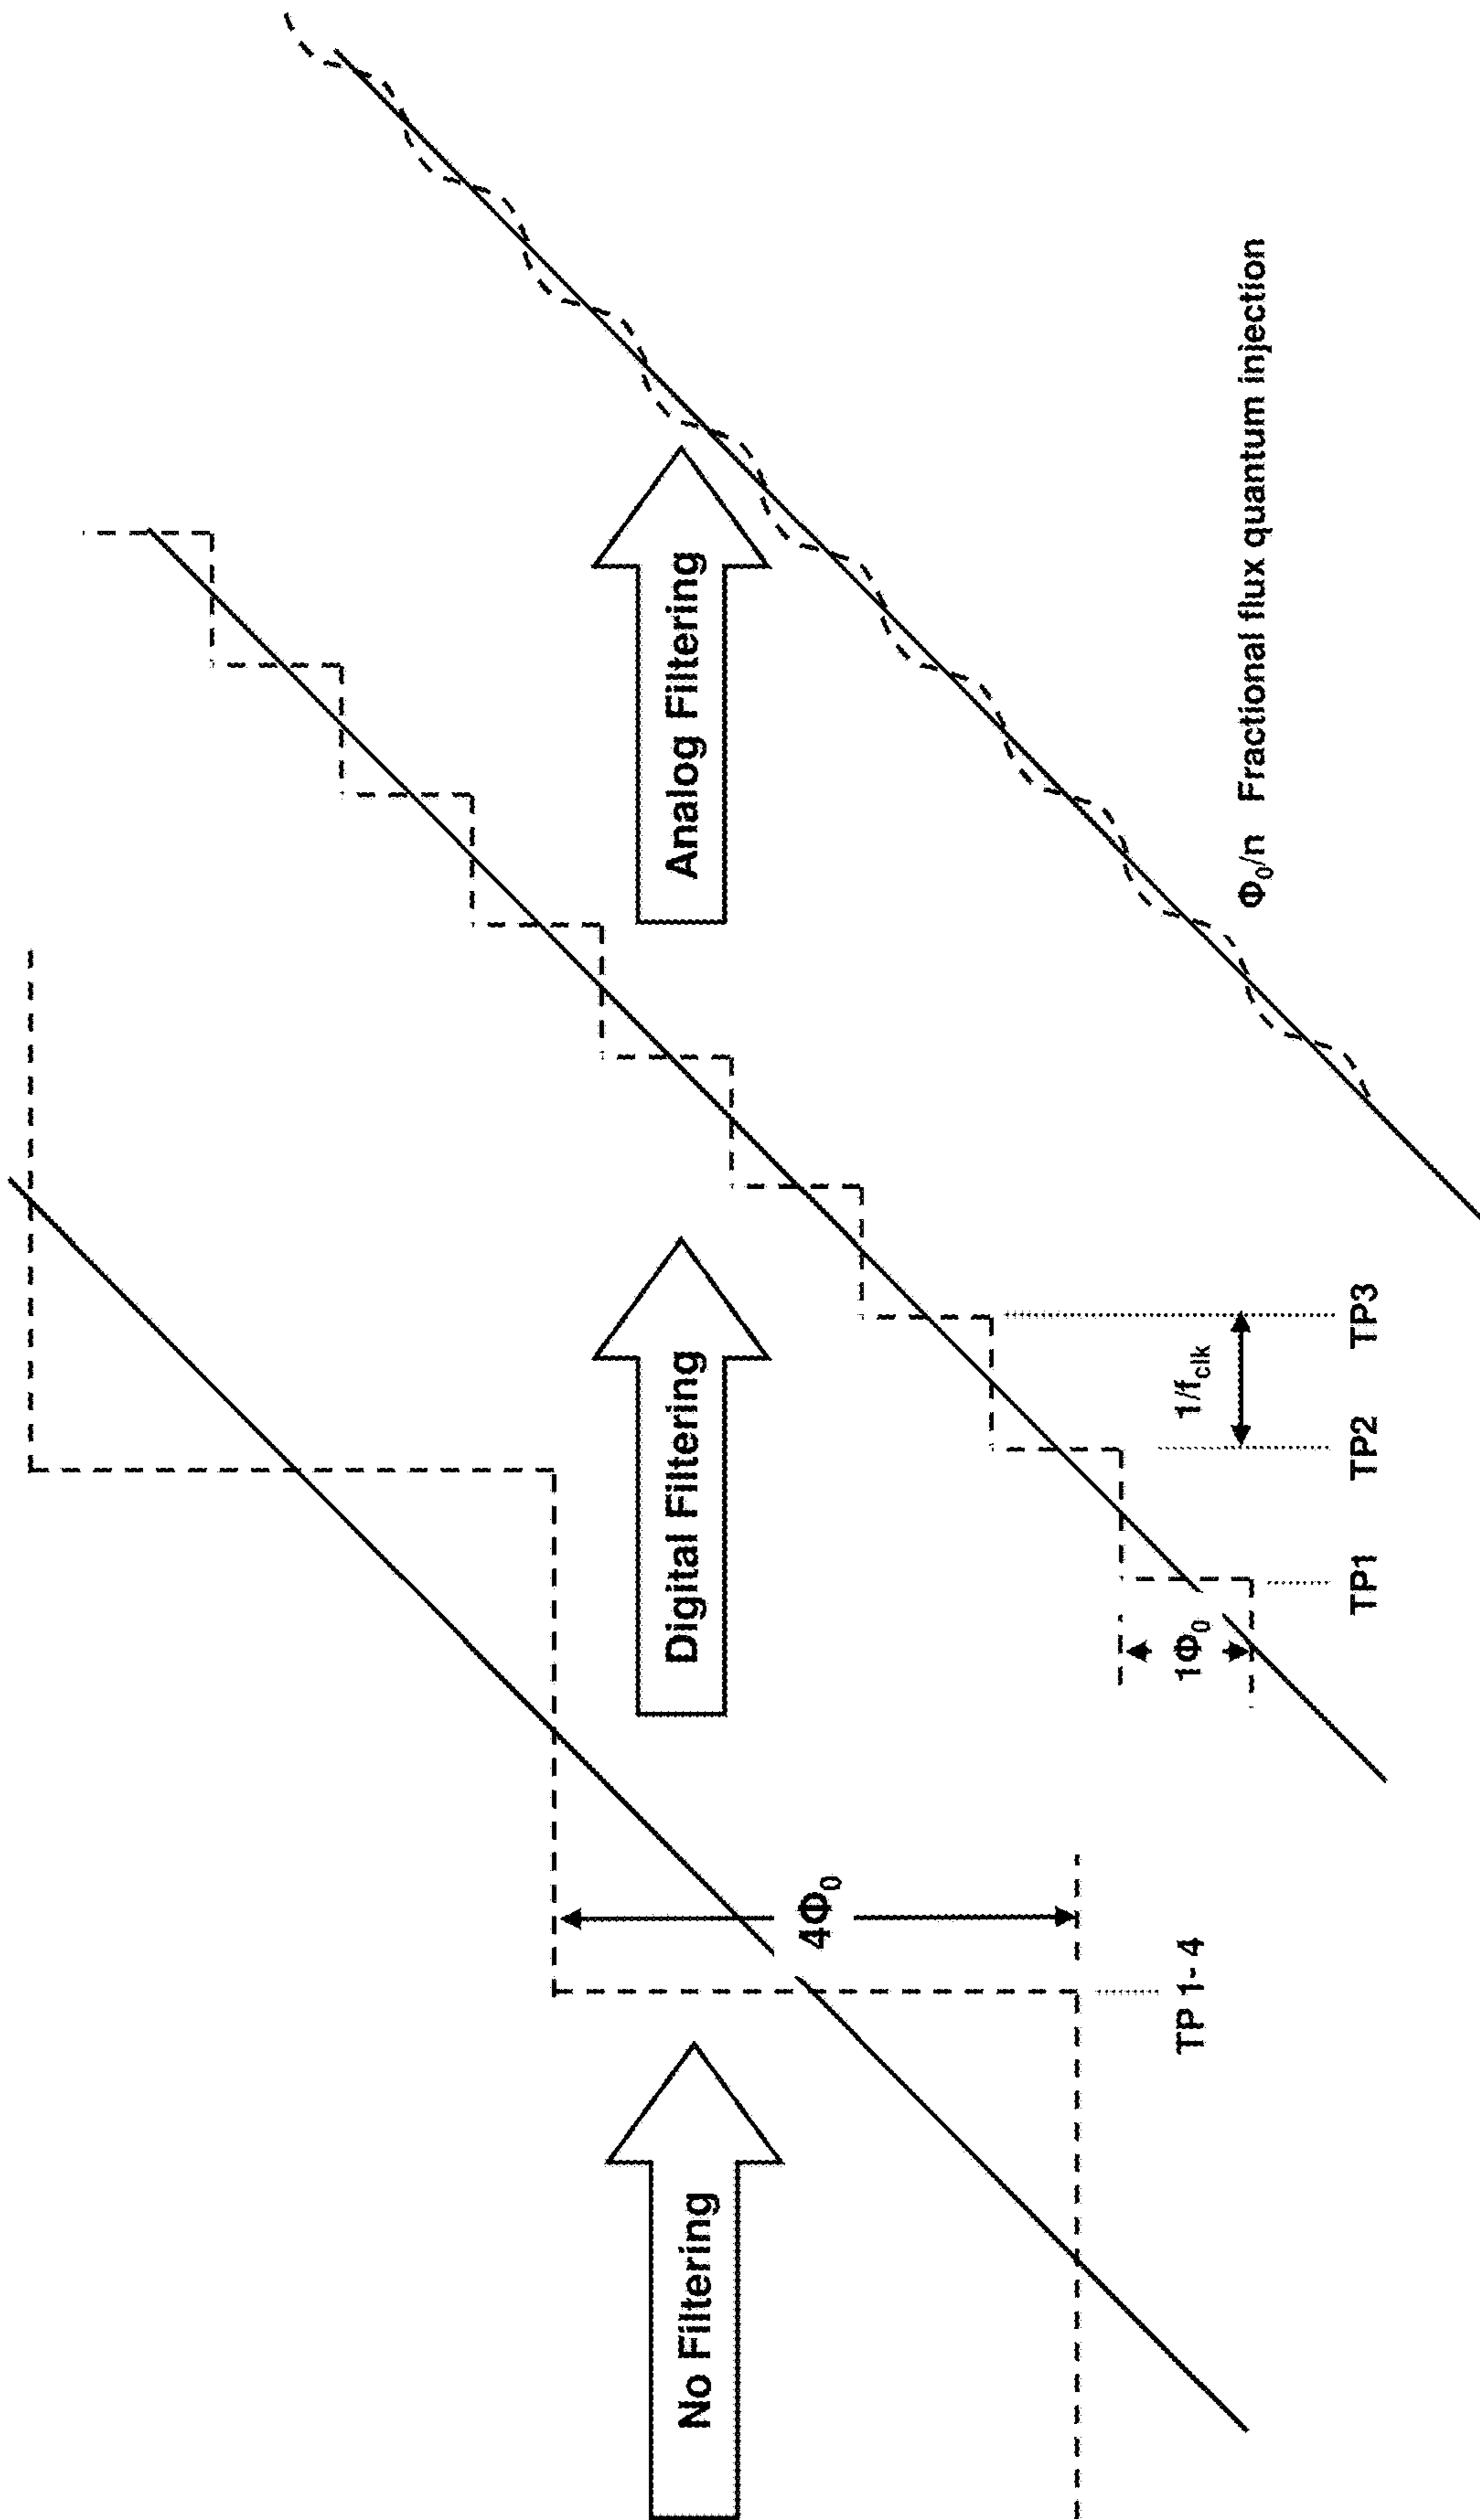 No Filtering
Digital Filtering
Analog Filtering
4Φ₀
TP 1- 4
1Φ₀
1/f_clk
TP1
TP2
TP3
Φ₀/n Fractional flux quantum injection